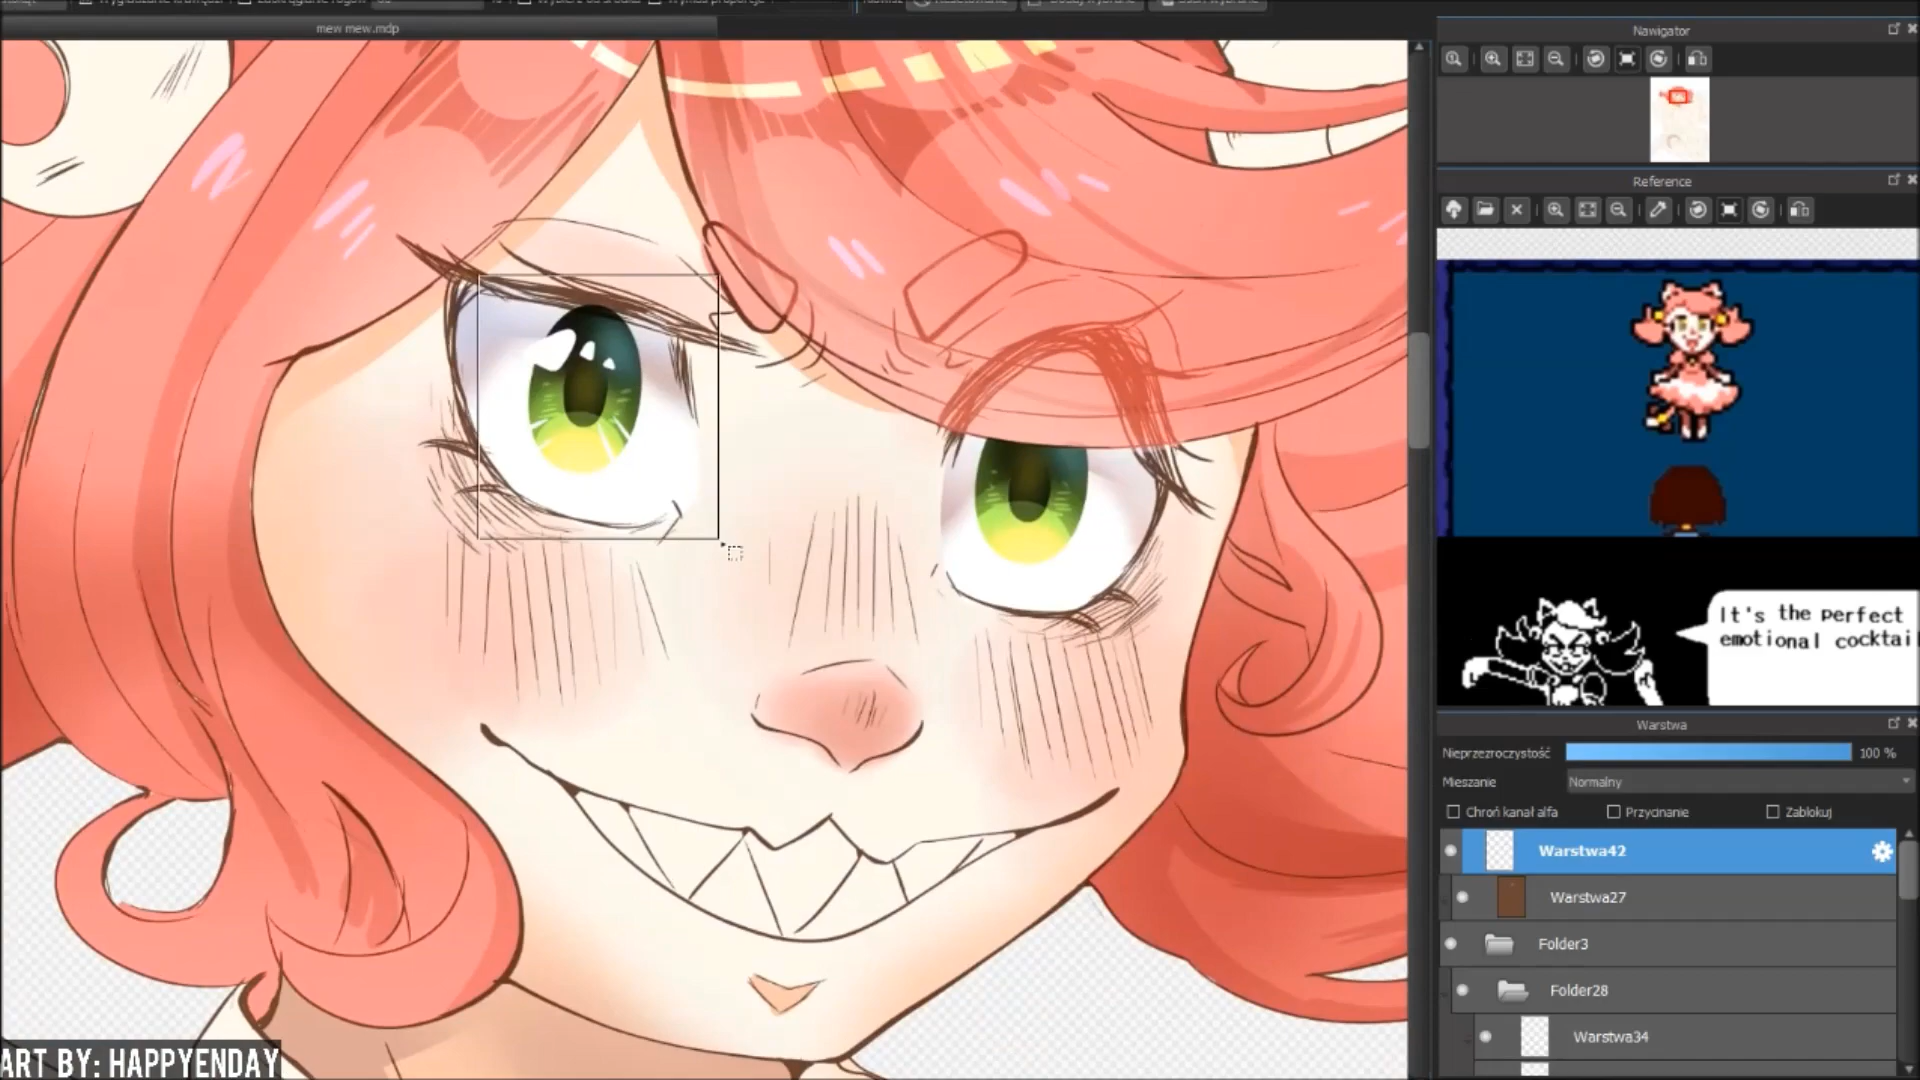 mew mew.mdp
Nawigator
Reference
It's the perfect
emotional cocktai
Warstwa
Nieprzezroczystość
100 %
Mieszanie
Normalny
Chroń kanał alfa
Przycinanie
Zablokuj
Warstwa42
Warstwa27
Folder3
Folder28
Warstwa34
ART BY: HAPPYENDAY